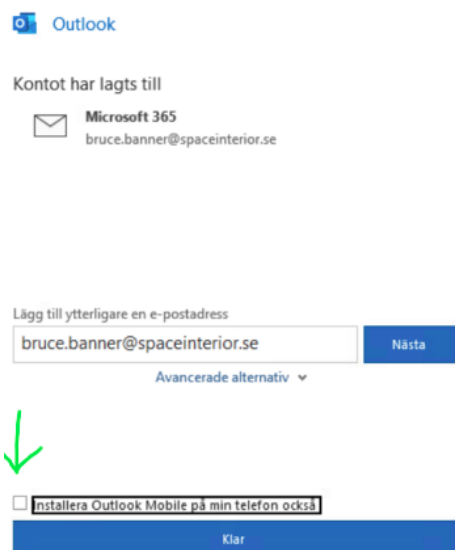 Outlook
Kontot har lagts till
Microsoft 365
bruce.banner@spaceinterior.se
Lägg till ytterligare en e-postadress
bruce.banner@spaceinterior.se
Nästa
Avancerade alternativ
Installera Outlook Mobile på min telefon också
Klar